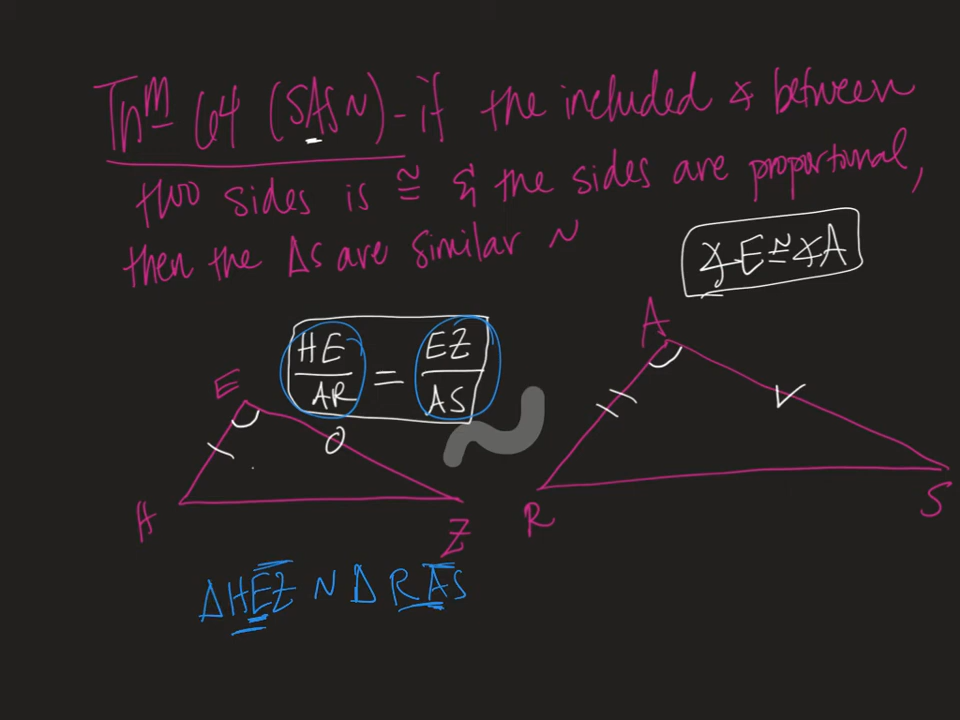 Thm 64 (SAS~) - if the included ∡ between
two sides is ≅ & the sides are proportional,
then the Δs are similar ~
∡E ≅ ∡A
HE/AR = EZ/AS
E
H
Z
A
R
S
ΔHEZ ~ ΔRAS